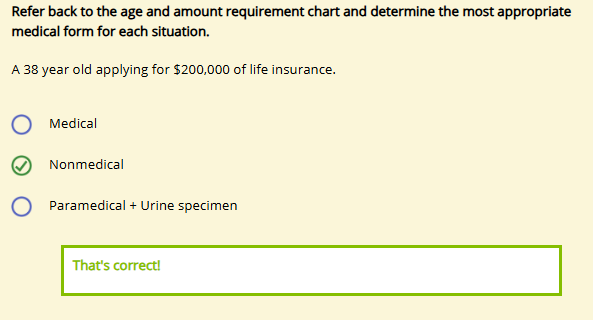 Refer back to the age and amount requirement chart and determine the most appropriate
medical form for each situation.
A 38 year old applying for $200,000 of life insurance.
Medical
Nonmedical
Paramedical + Urine specimen
That's correct!